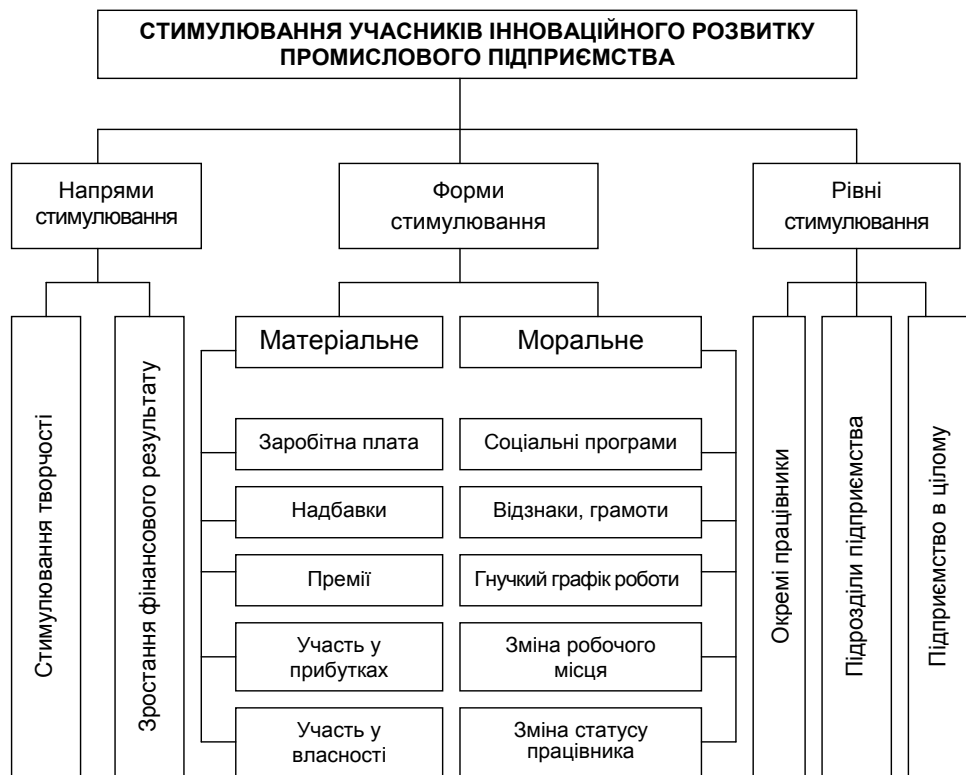 СТИМУЛЮВАННЯ УЧАСНИКІВ ІННОВАЦІЙНОГО РОЗВИТКУ
ПРОМИСЛОВОГО ПІДПРИЄМСТВА
Напрями
стимулювання
Форми
стимулювання
Рівні
стимулювання
Стимулювання творчості
Зростання фінансового результату
Матеріальне
Заробітна плата
Надбавки
Премії
Участь у
прибутках
Участь у
власності
Моральне
Соціальні програми
Відзнаки, грамоти
Гнучкий графік роботи
Зміна робочого
місця
Зміна статусу
працівника
Окремі працівники
Підрозділи підприємства
Підприємство в цілому